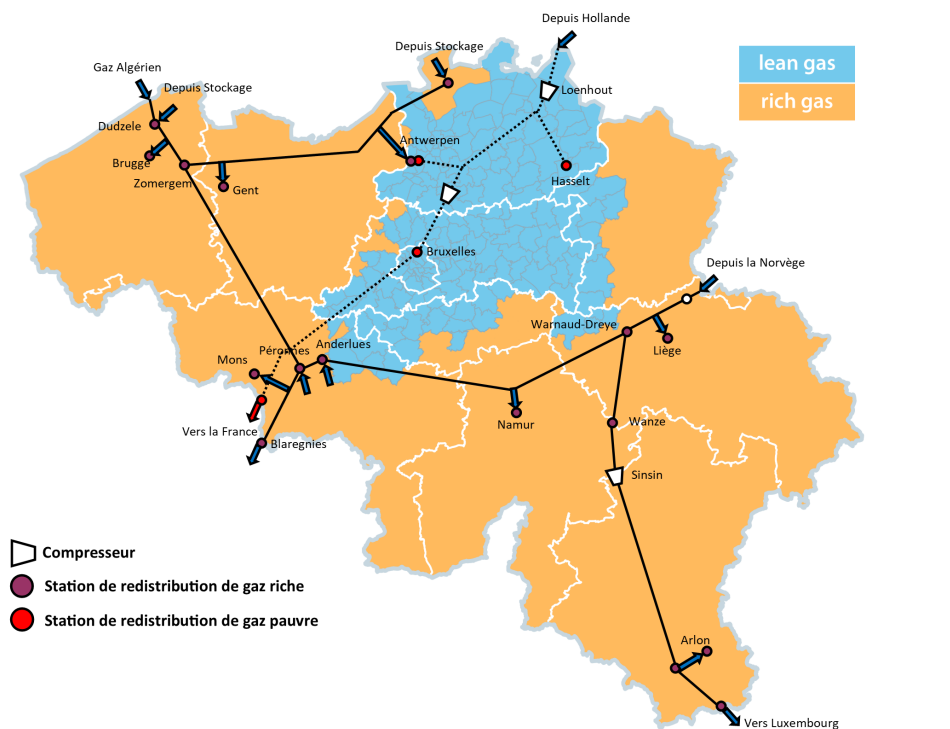 Depuis Hollande
Depuis Stockage
Gaz Algérien
Depuis Stockage
lean gas
rich gas
Loenhout
Dudzele
Antwerpen
Brugge
Zomergem
Gent
Hasselt
Bruxelles
Depuis la Norvège
Warnaud-Dreye
Liège
Péronnes
Anderlues
Mons
Namur
Wanze
Vers la France
Blaregnies
Sinsin
Compresseur
Station de redistribution de gaz riche
Station de redistribution de gaz pauvre
Arlon
Vers Luxembourg